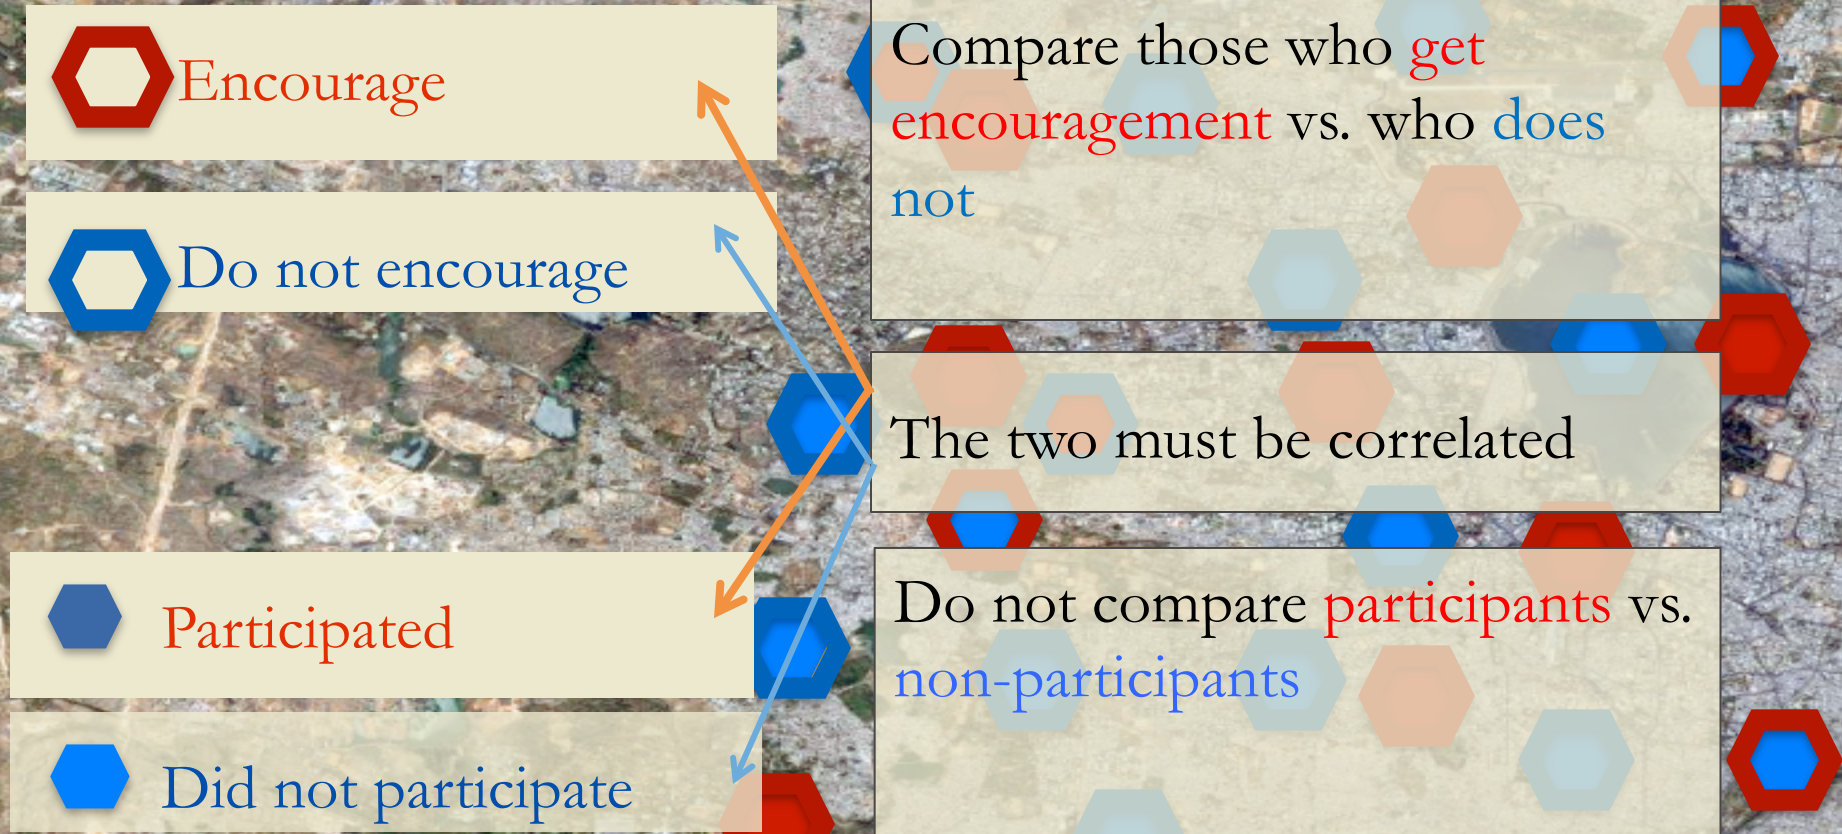 Encourage
Do not encourage
Participated
Did not participate
Compare those who get
encouragement vs. who does
not
The two must be correlated
Do not compare participants vs.
non-participants